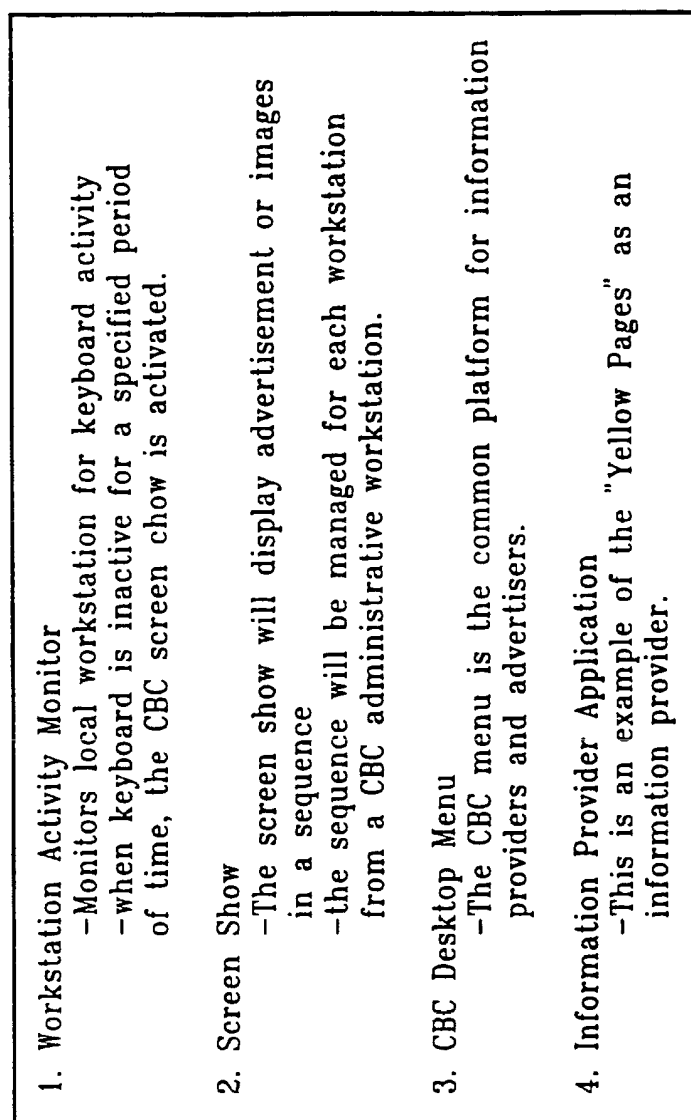 1. Workstation Activity Monitor
-Monitors local workstation for keyboard activity
-when keyboard is inactive for a specified period
of time, the CBC screen chow is activated.
2. Screen Show
-The screen show will display advertisement or images
in a sequence
-the sequence will be managed for each workstation
from a CBC administrative workstation.
3. CBC Desktop Menu
-The CBC menu is the common platform for information
providers and advertisers.
4. Information Provider Application
-This is an example of the "Yellow Pages" as an
information provider.